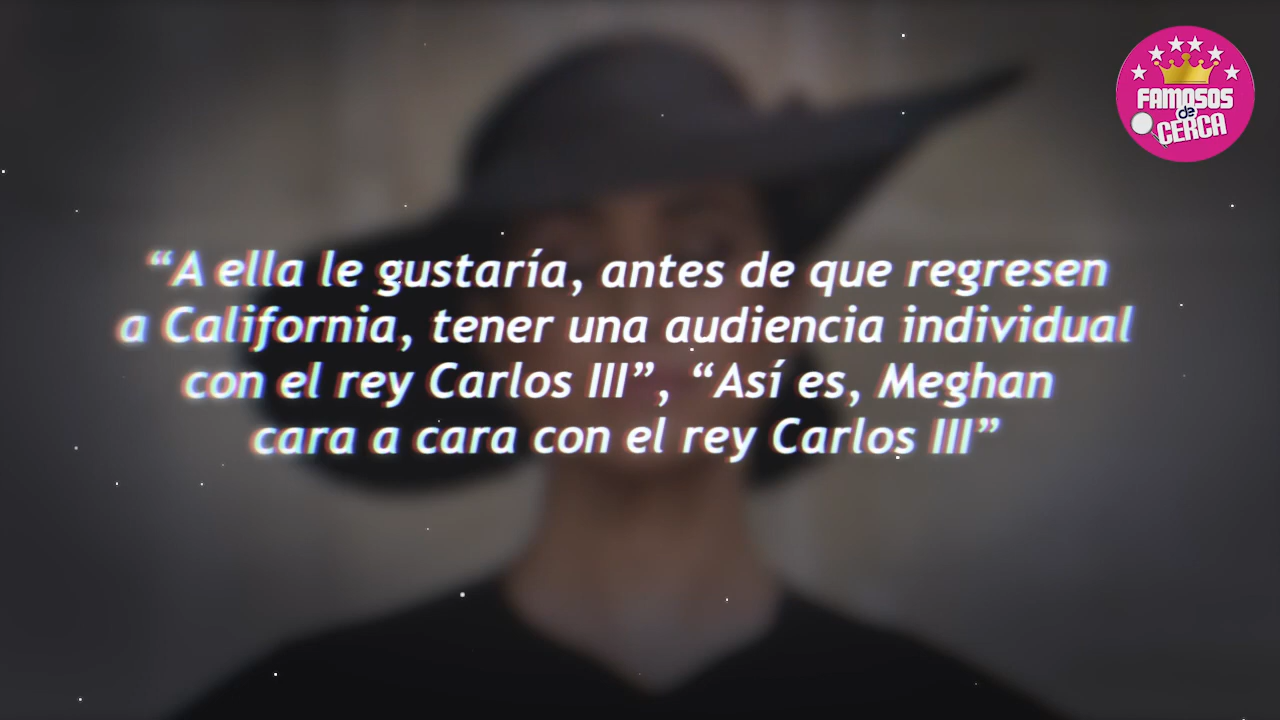 FAMOSOS
de
CERCA
“A ella le gustaría, antes de que regresen
a California, tener una audiencia individual
con el rey Carlos III”, “Así es, Meghan
cara a cara con el rey Carlos III”